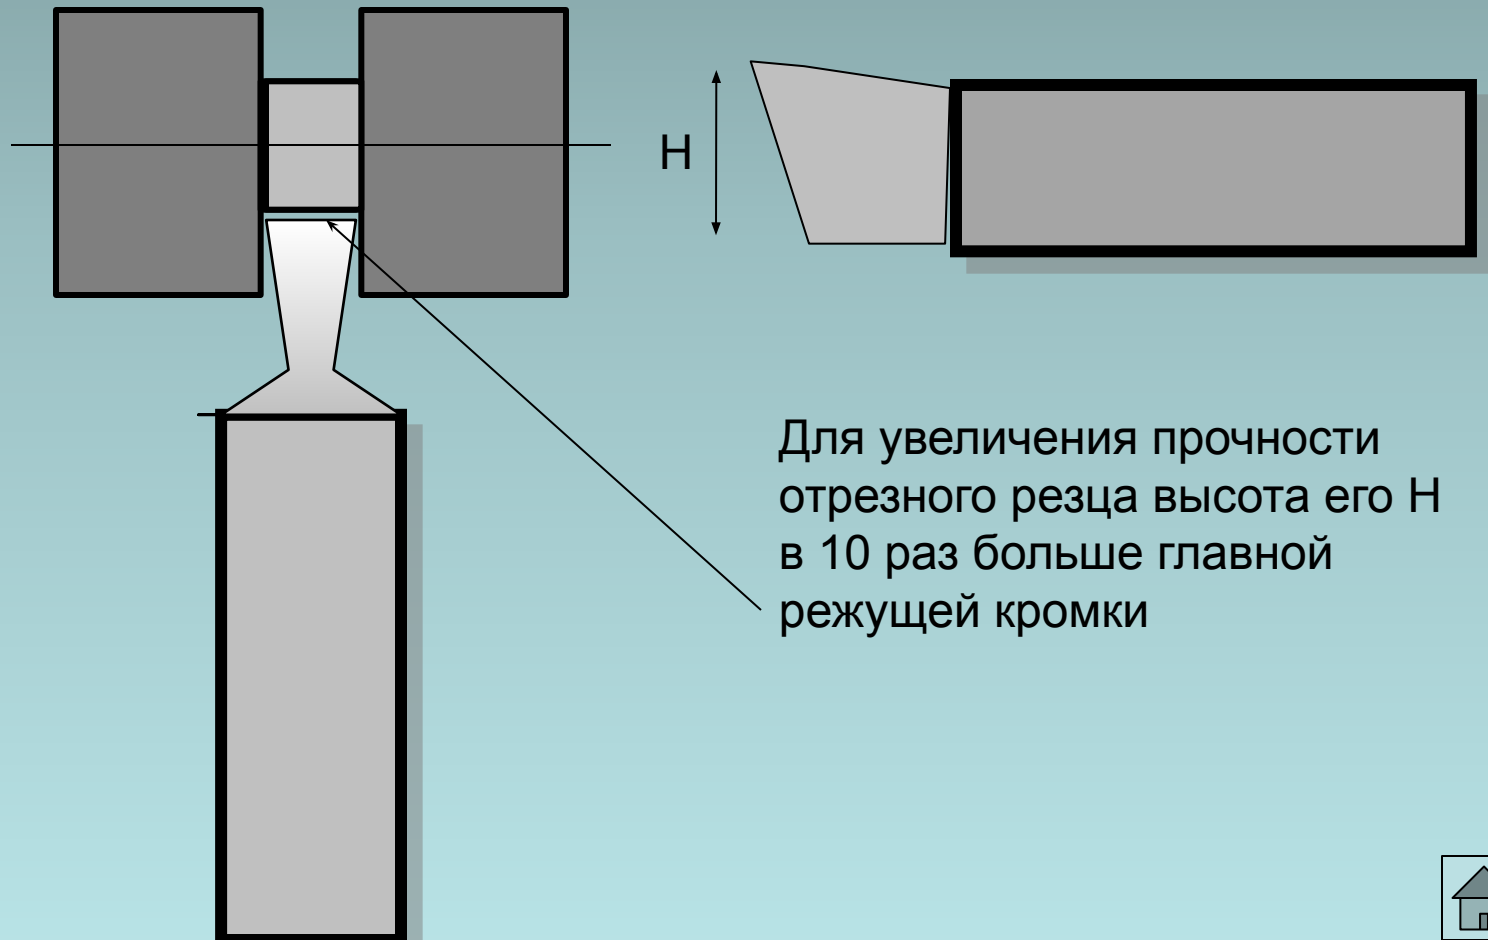 Н
Для увеличения прочности
отрезного резца высота его Н
в 10 раз больше главной
режущей кромки